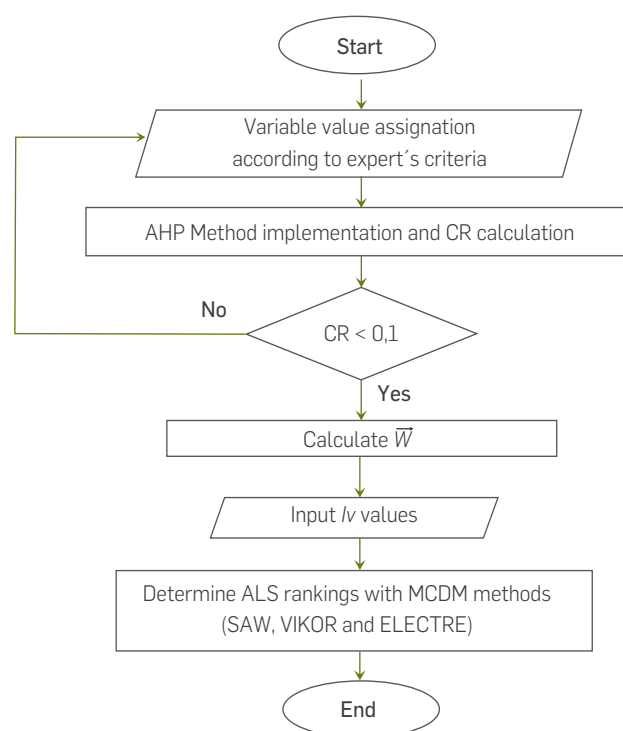 Start
Variable value assignation
according to expert´s criteria
AHP Method implementation and CR calculation
No
CR < 0,1
Yes
Calculate W⃗
Input Iv values
Determine ALS rankings with MCDM methods
(SAW, VIKOR and ELECTRE)
End